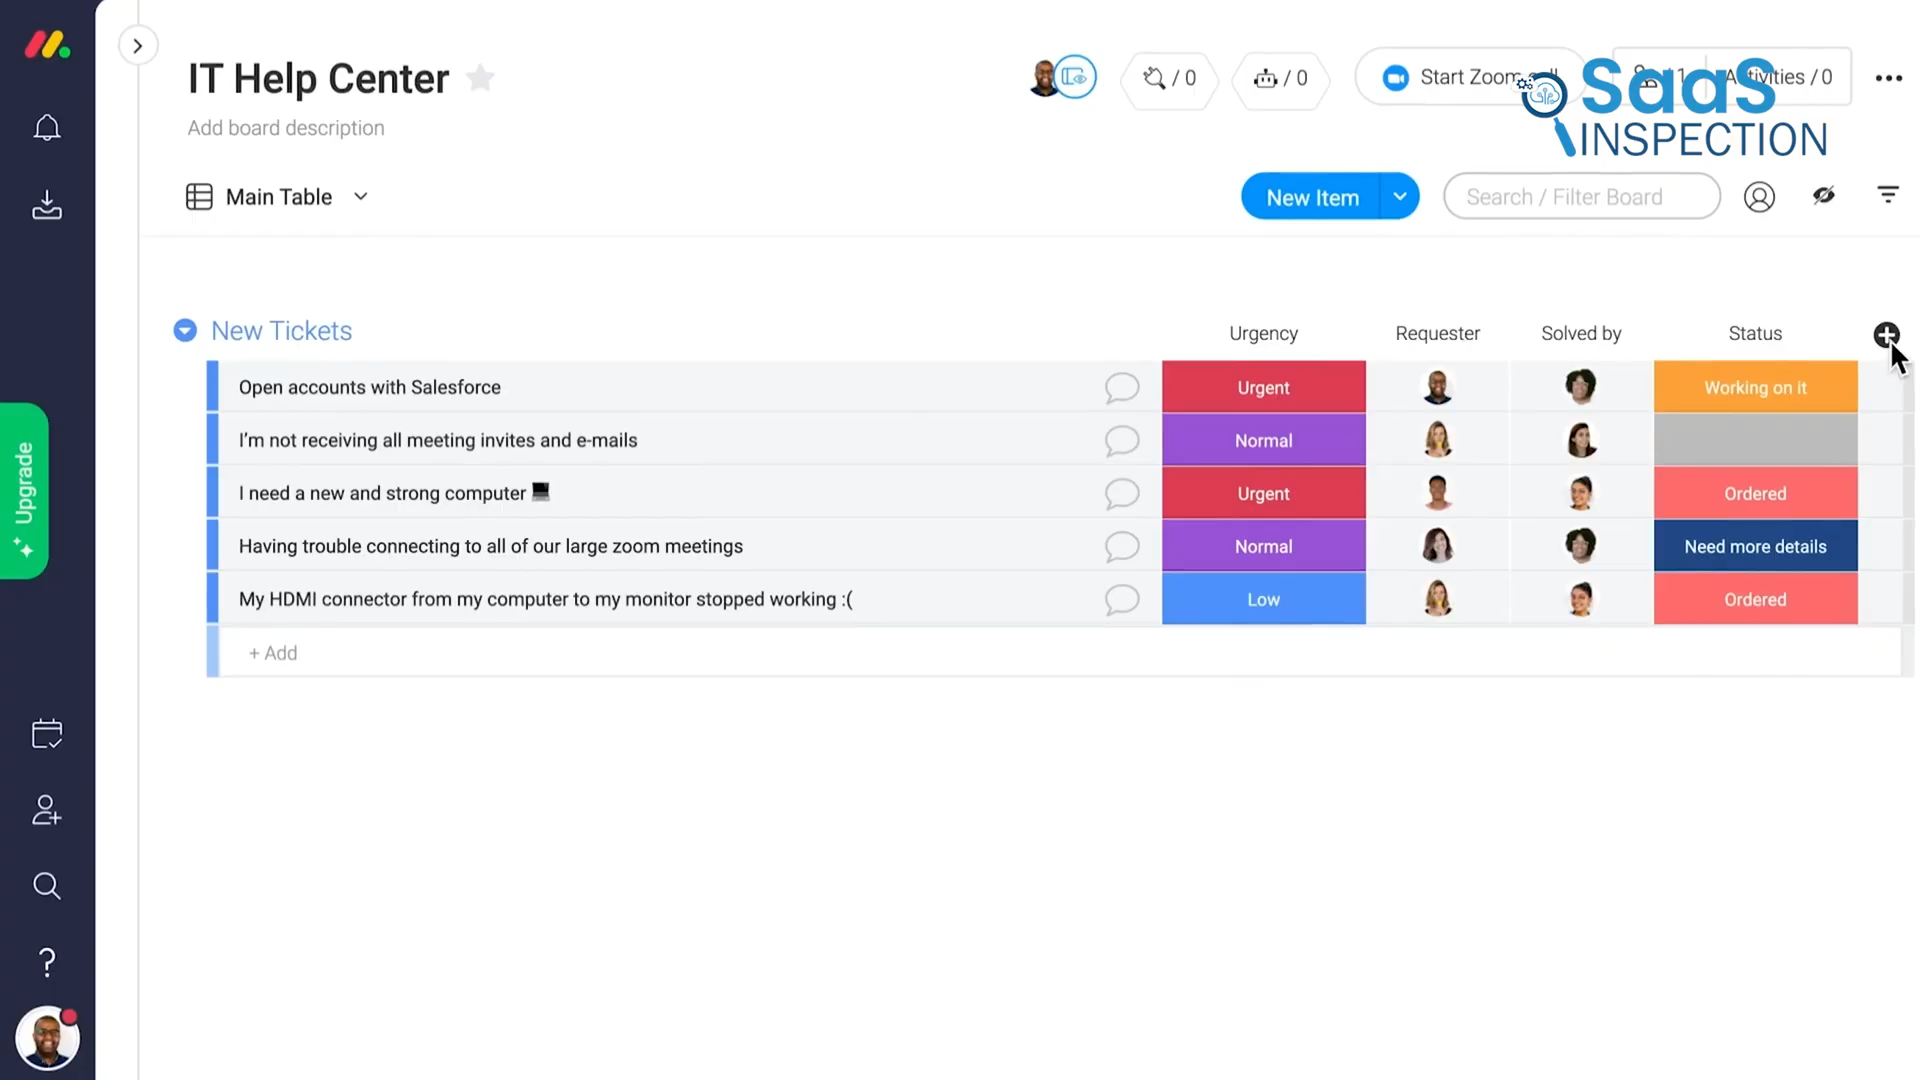 IT Help Center
Add board description
/ 0
/ 0
Start Zoom
/ 1
Activities / 0
SaaS
INSPECTION
Main Table
New Item
Search / Filter Board
New Tickets
Urgency
Requester
Solved by
Status
Open accounts with Salesforce
Urgent
Working on it
I'm not receiving all meeting invites and e-mails
Normal
I need a new and strong computer
Urgent
Ordered
Having trouble connecting to all of our large zoom meetings
Normal
Need more details
My HDMI connector from my computer to my monitor stopped working :(
Low
Ordered
+ Add
Upgrade